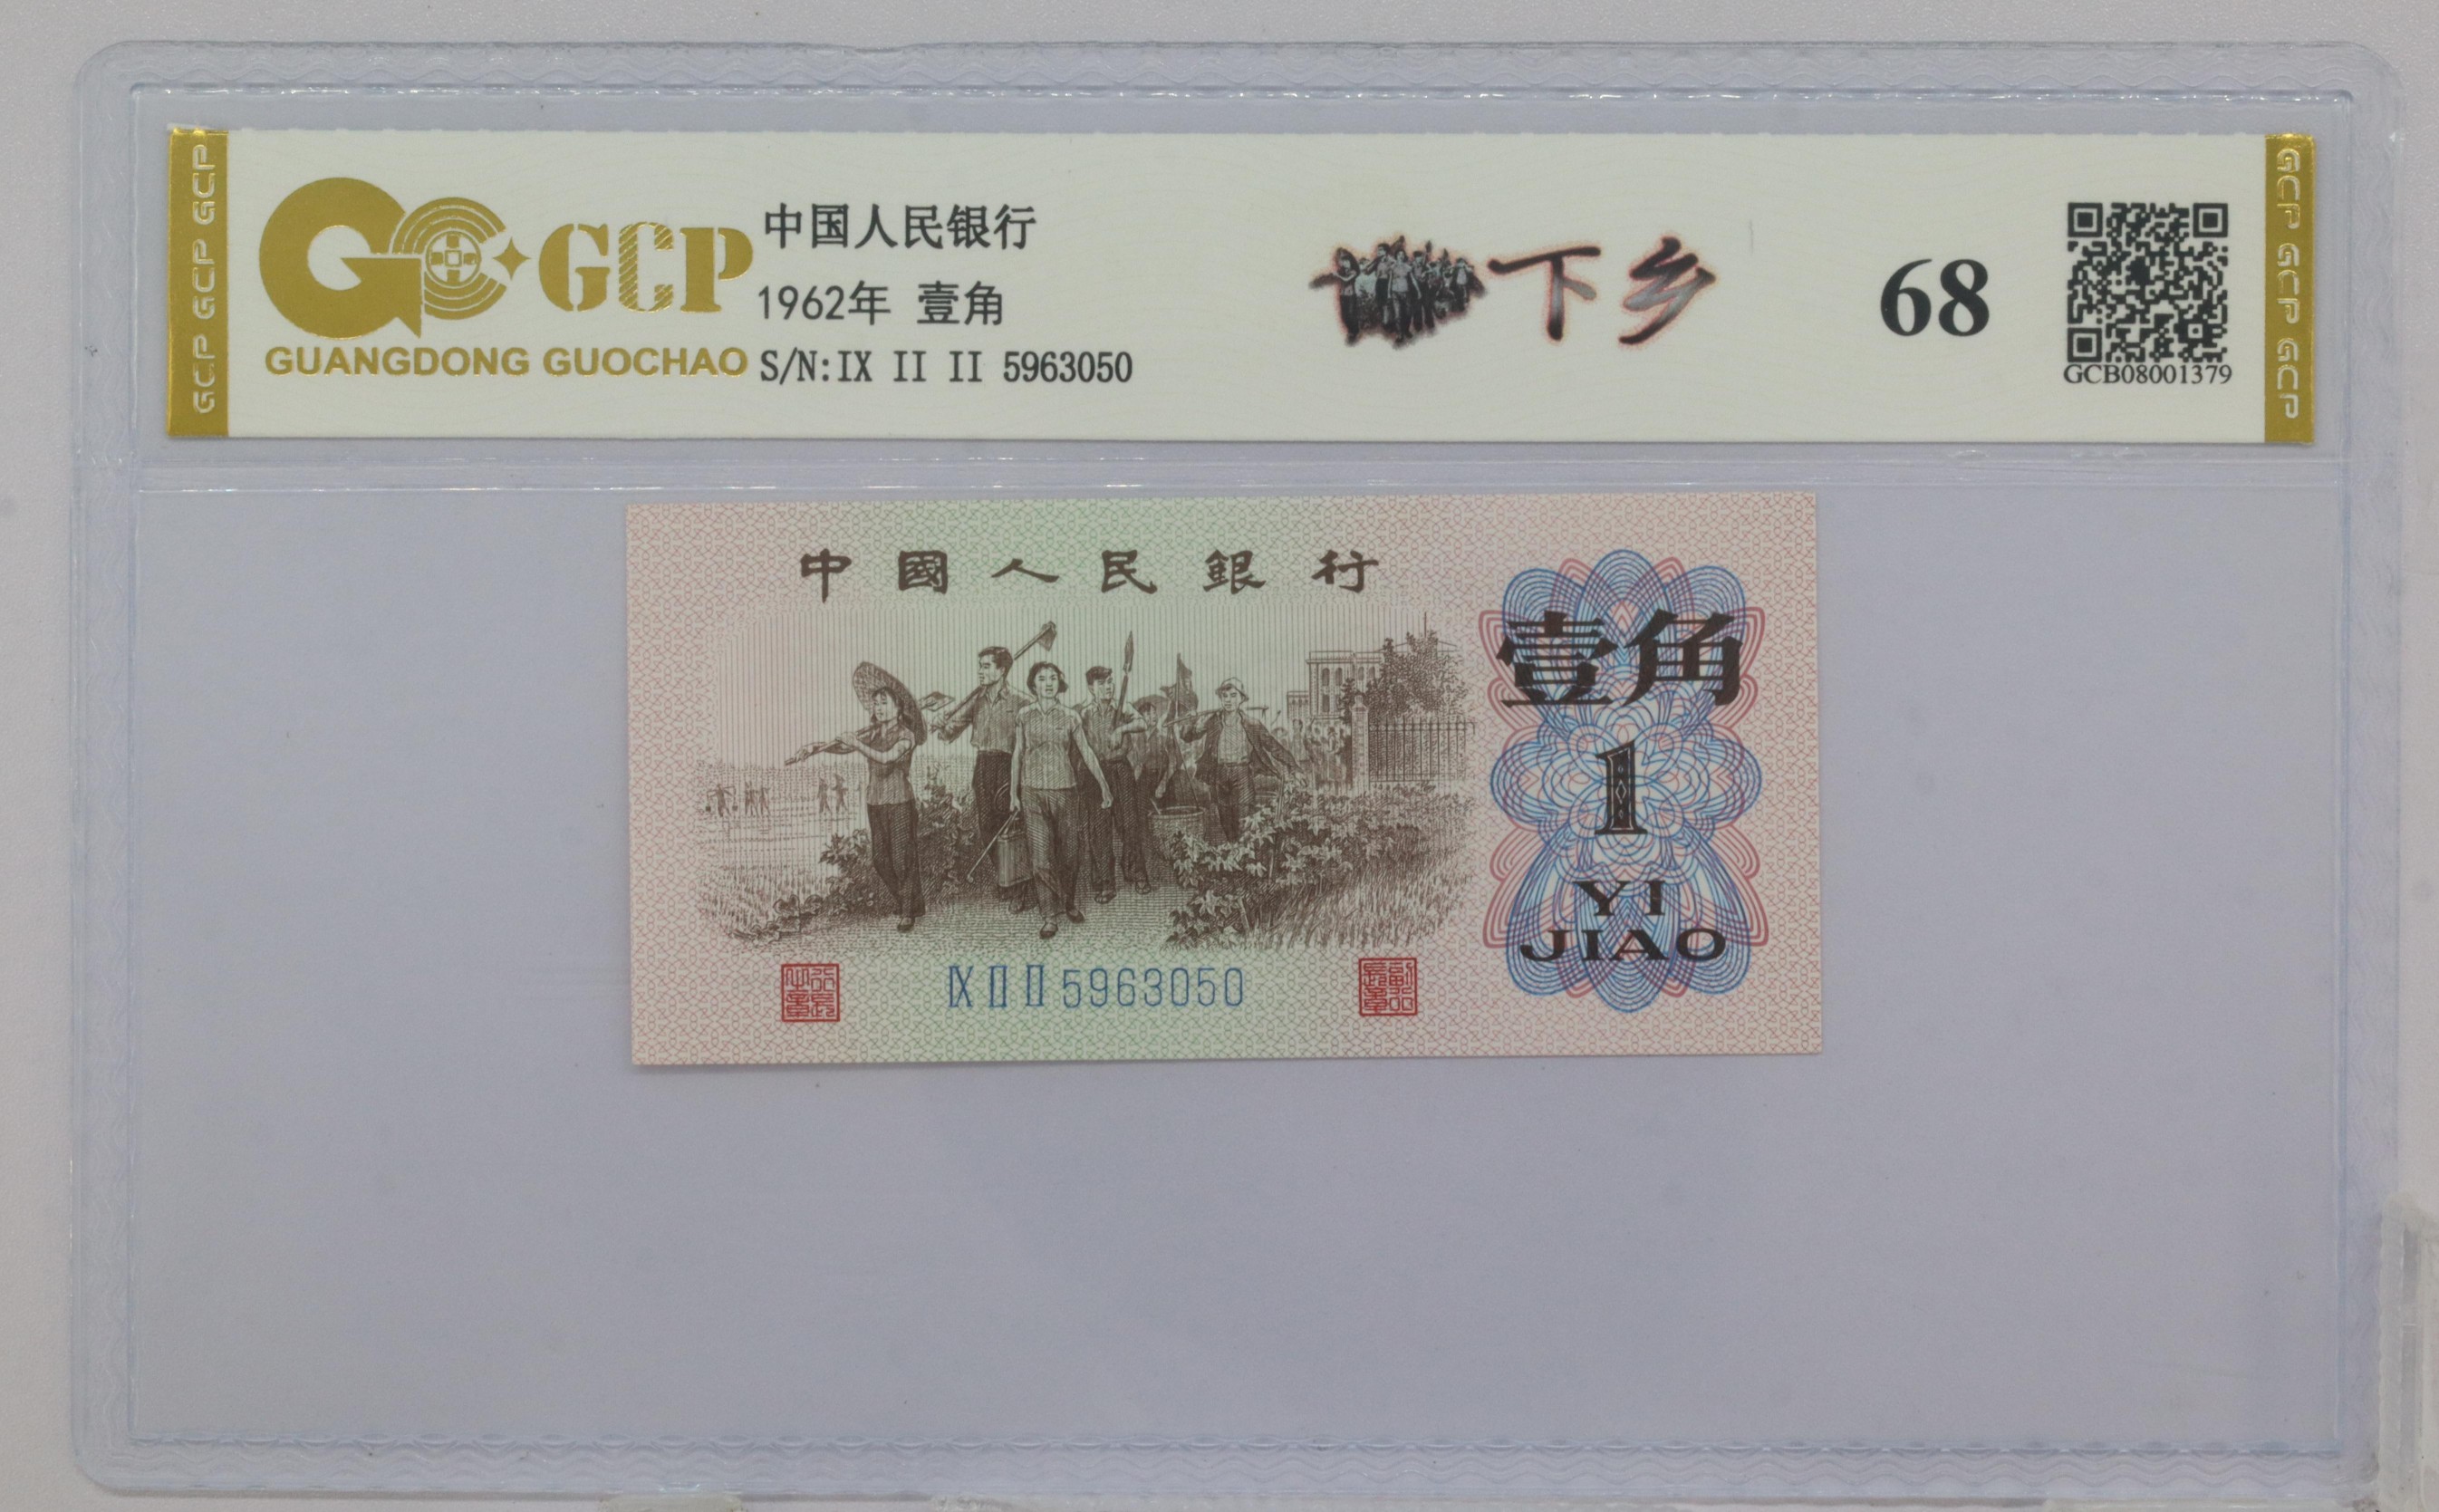 GCP GCP GCP
GCP
GUANGDONG GUOCHAO
中国人民银行
1962年 壹角
S/N:IX II II 5963050
下乡
68
GCB08001379
GCP GCP GCP
中國人民銀行
壹角
1
YI
JIAO
IX II II 5963050